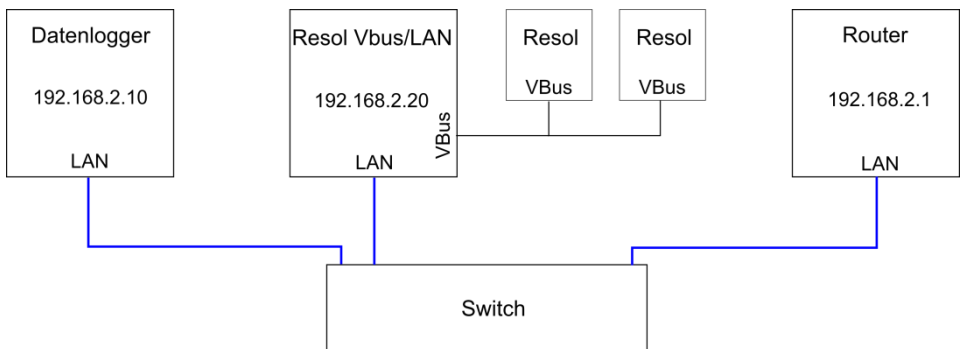 Datenlogger
192.168.2.10
LAN
Resol Vbus/LAN
192.168.2.20
VBus
LAN
Resol
VBus
Resol
VBus
Router
192.168.2.1
LAN
Switch